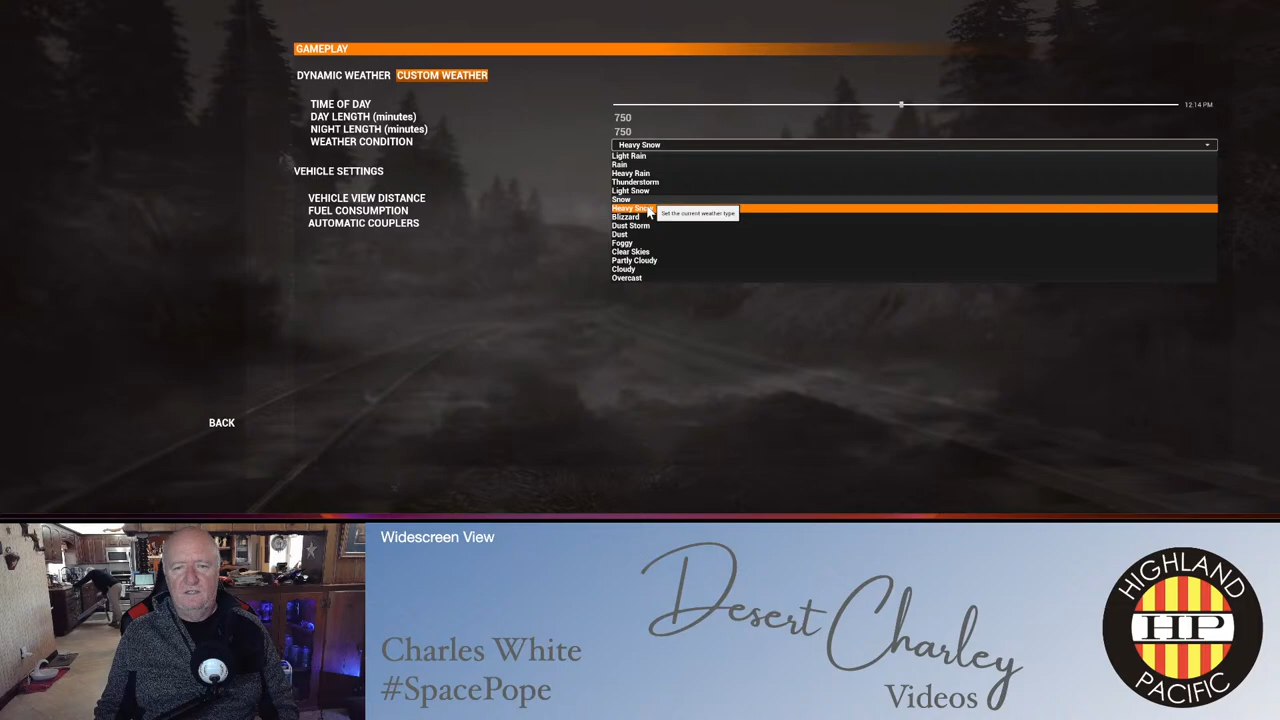 GAMEPLAY
DYNAMIC WEATHER CUSTOM WEATHER
TIME OF DAY 12:14 PM
DAY LENGTH (minutes) 750
NIGHT LENGTH (minutes) 750
WEATHER CONDITION Heavy Snow
Light Rain
Rain
Heavy Rain
Thunderstorm
Light Snow
Snow
Heavy Snow
Set the current weather type
Blizzard
Dust Storm
Dust
Foggy
Clear Skies
Partly Cloudy
Cloudy
Overcast
VEHICLE SETTINGS
VEHICLE VIEW DISTANCE
FUEL CONSUMPTION
AUTOMATIC COUPLERS
BACK
Widescreen View
Charles White
#SpacePope
Desert Charley
Videos
HIGHLAND
HP
PACIFIC